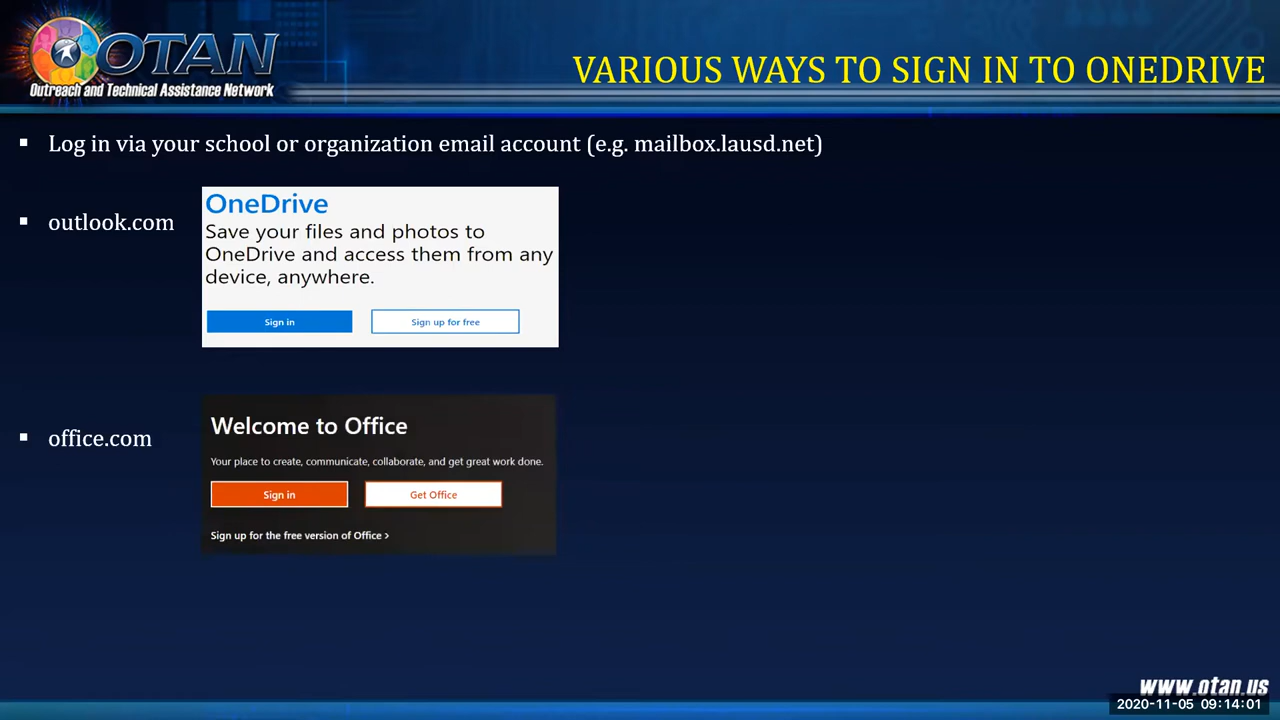 OTAN
Outreach and Technical Assistance Network
VARIOUS WAYS TO SIGN IN TO ONEDRIVE
▪ Log in via your school or organization email account (e.g. mailbox.lausd.net)
▪ outlook.com
OneDrive
Save your files and photos to
OneDrive and access them from any
device, anywhere.
Sign in Sign up for free
▪ office.com
Welcome to Office
Your place to create, communicate, collaborate, and get great work done.
Sign in Get Office
Sign up for the free version of Office >
www.otan.us
2020-11-05 09:14:01